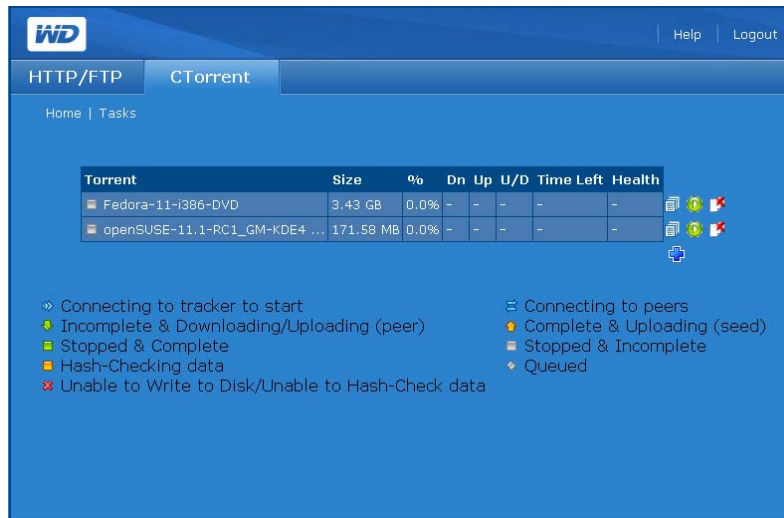 WD
Help | Logout
HTTP/FTP CTorrent
Home | Tasks
Torrent Size % Dn Up U/D Time Left Health
Fedora-11-i386-DVD 3.43 GB 0.0% - - - - -
openSUSE-11.1-RC1_GM-KDE4 ... 171.58 MB 0.0% - - - - -
Connecting to tracker to start
Incomplete & Downloading/Uploading (peer)
Stopped & Complete
Hash-Checking data
Unable to Write to Disk/Unable to Hash-Check data
Connecting to peers
Complete & Uploading (seed)
Stopped & Incomplete
Queued